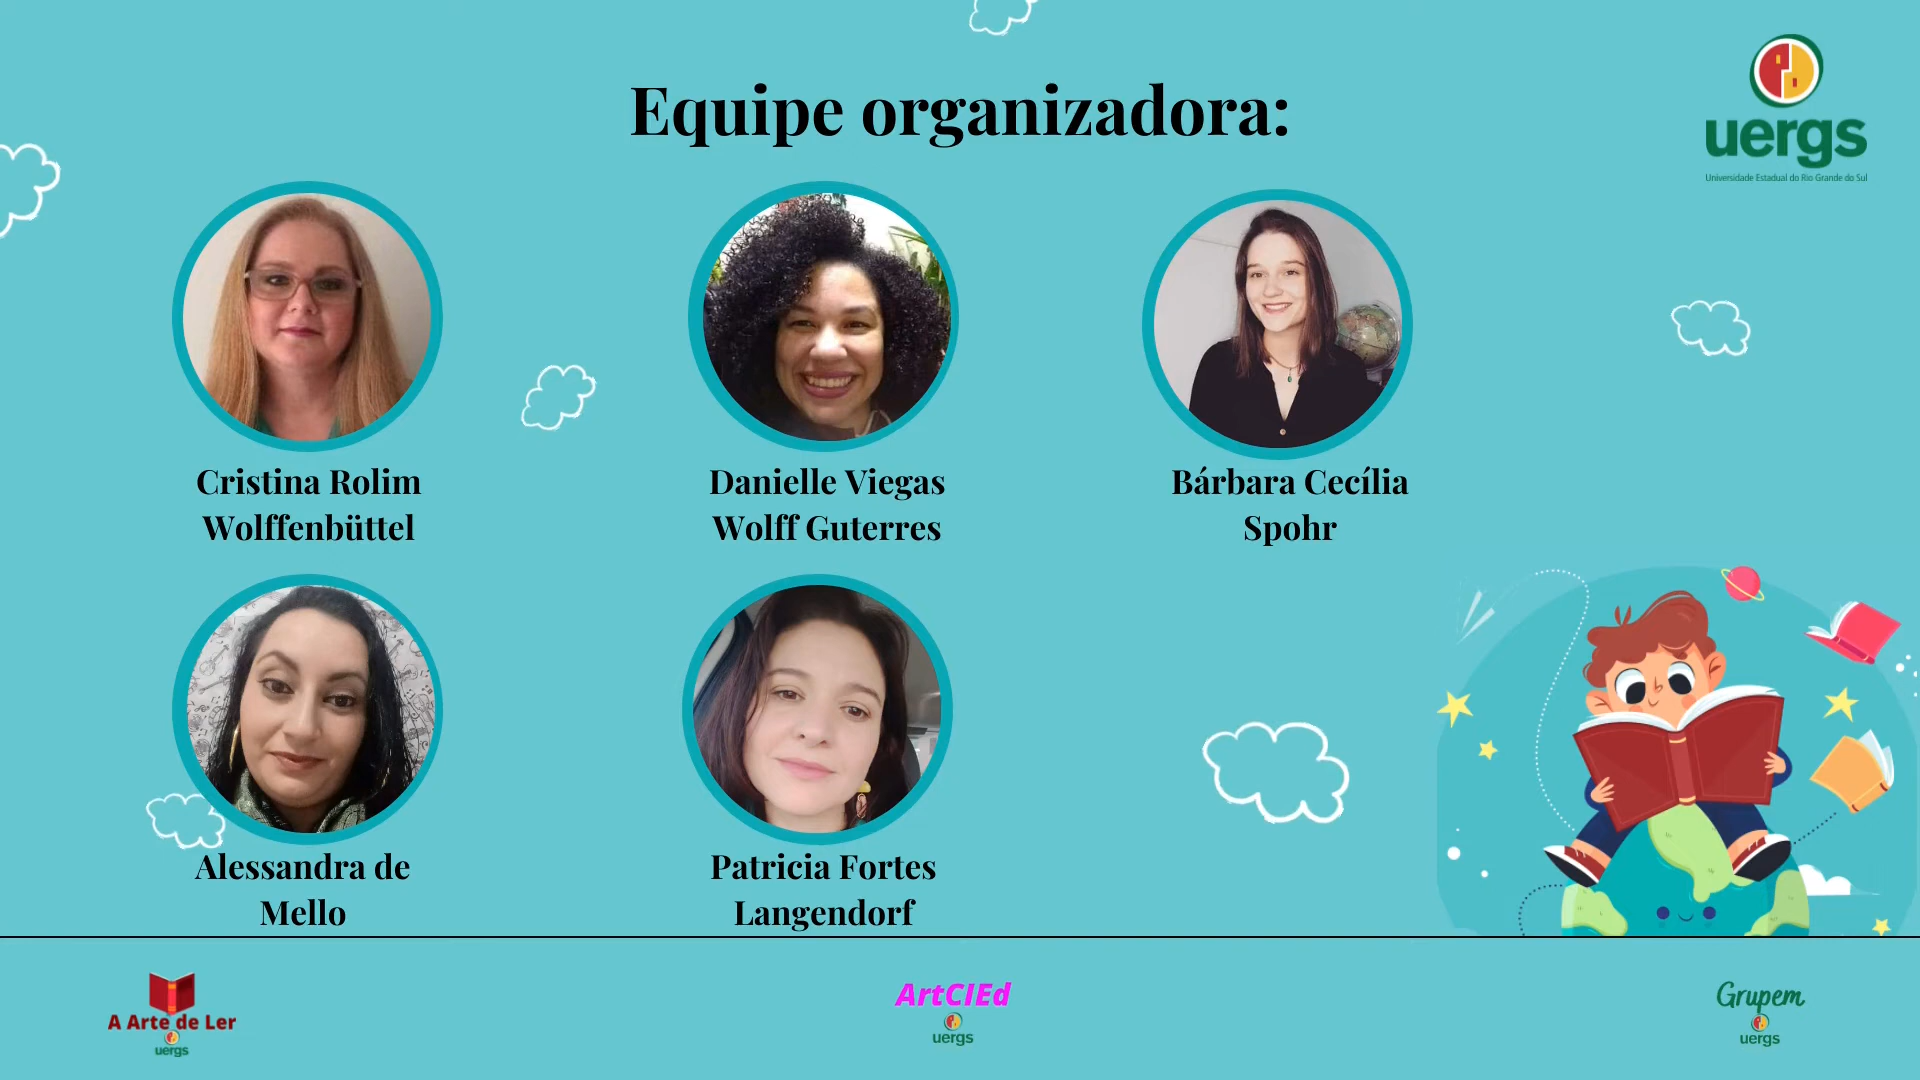 Equipe organizadora:
uergs
Universidade Estadual do Rio Grande do Sul
Cristina Rolim
Wolffenbüttel
Danielle Viegas
Wolff Guterres
Bárbara Cecília
Spohr
Alessandra de
Mello
Patricia Fortes
Langendorf
A Arte de Ler
uergs
ArtCIEd
uergs
Grupem
uergs